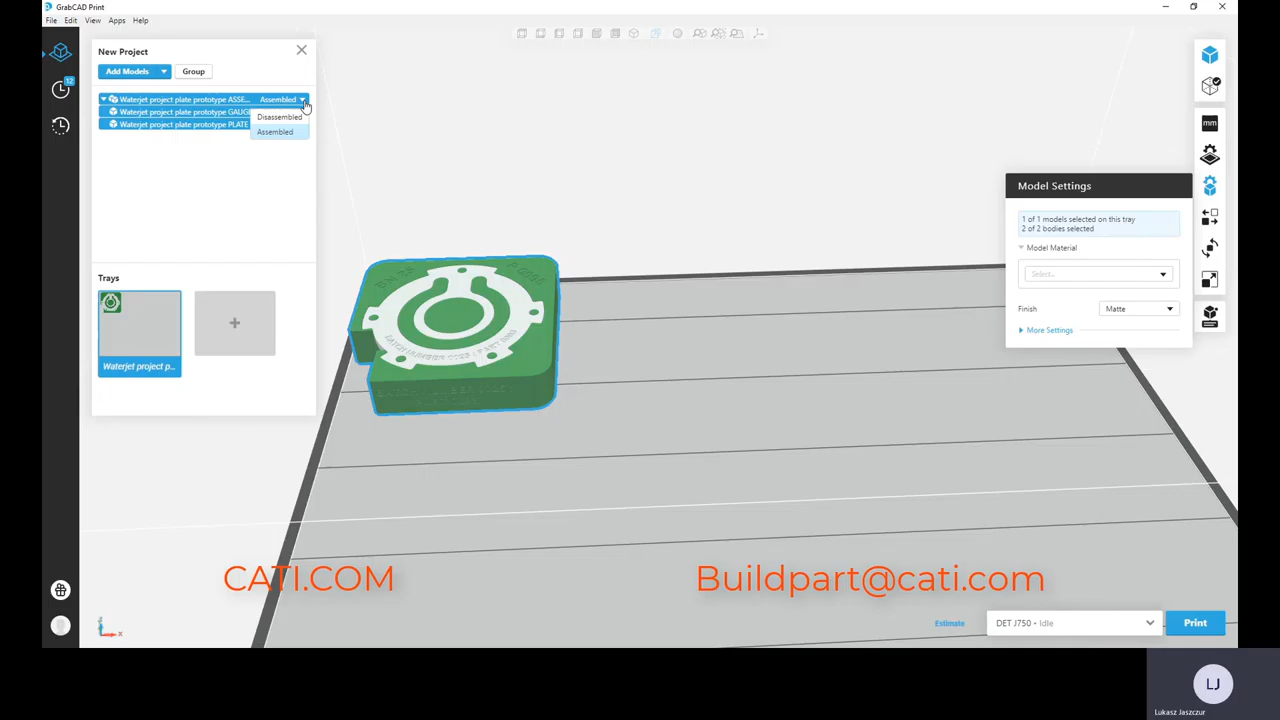 GrabCAD Print
File Edit View Apps Help
New Project
Add Models Group
Waterjet project plate prototype ASSE... Assembled
Waterjet project plate prototype GAUG
Waterjet project plate prototype PLATE
Disassembled
Assembled
12
Trays
Waterjet project p...
mm
Model Settings
1 of 1 models selected on this tray
2 of 2 bodies selected
Model Material
Select...
Finish Matte
More Settings
CATI.COM
Buildpart@cati.com
X
Estimate
DET J750 • Idle
Print
LJ
Lukasz Jaszczur